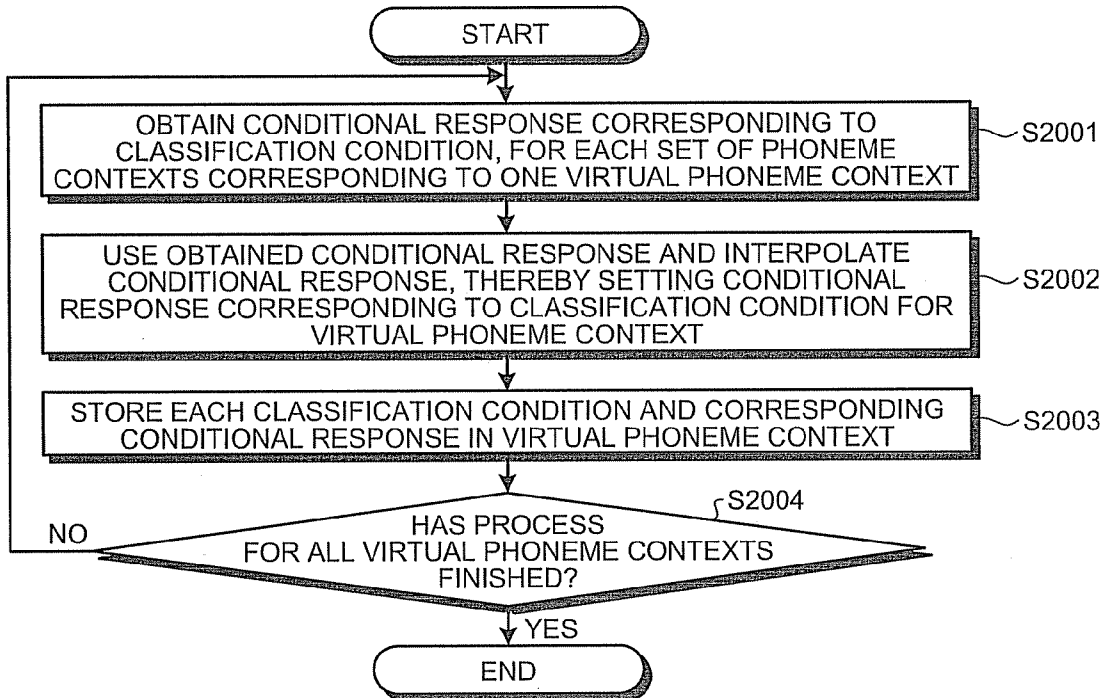 START
OBTAIN CONDITIONAL RESPONSE CORRESPONDING TO
CLASSIFICATION CONDITION, FOR EACH SET OF PHONEME
CONTEXTS CORRESPONDING TO ONE VIRTUAL PHONEME CONTEXT
S2001
USE OBTAINED CONDITIONAL RESPONSE AND INTERPOLATE
CONDITIONAL RESPONSE, THEREBY SETTING CONDITIONAL
RESPONSE CORRESPONDING TO CLASSIFICATION CONDITION FOR
VIRTUAL PHONEME CONTEXT
S2002
STORE EACH CLASSIFICATION CONDITION AND CORRESPONDING
CONDITIONAL RESPONSE IN VIRTUAL PHONEME CONTEXT
S2003
S2004
NO
HAS PROCESS
FOR ALL VIRTUAL PHONEME CONTEXTS
FINISHED?
YES
END